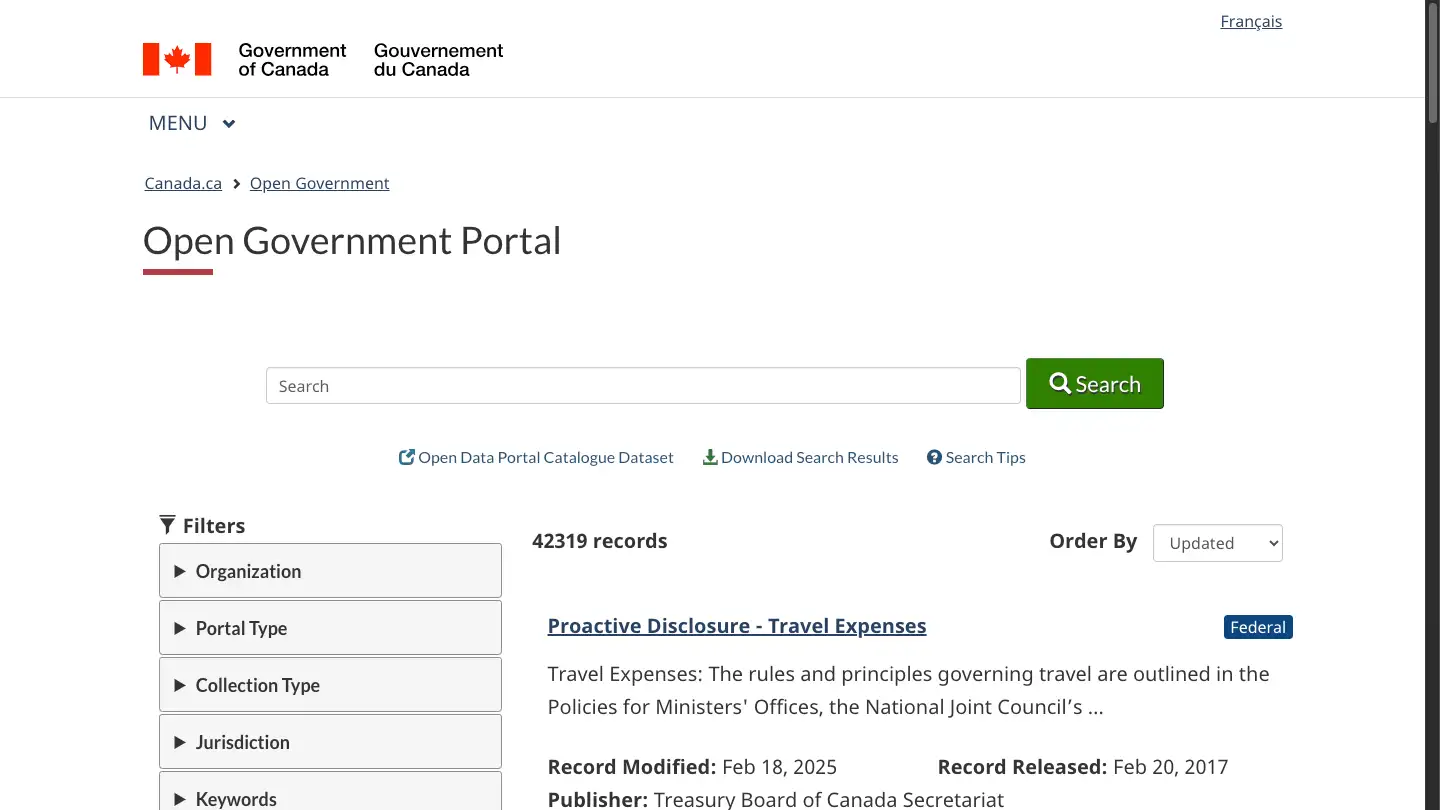 Français
Government of Canada
Gouvernement du Canada
MENU
Canada.ca > Open Government
Open Government Portal
Search
Search
Open Data Portal Catalogue Dataset
Download Search Results
Search Tips
Filters
Organization
Portal Type
Collection Type
Jurisdiction
Keywords
42319 records
Order By
Updated
Proactive Disclosure - Travel Expenses
Federal
Travel Expenses: The rules and principles governing travel are outlined in the
Policies for Ministers' Offices, the National Joint Council’s ...
Record Modified: Feb 18, 2025
Record Released: Feb 20, 2017
Publisher: Treasury Board of Canada Secretariat